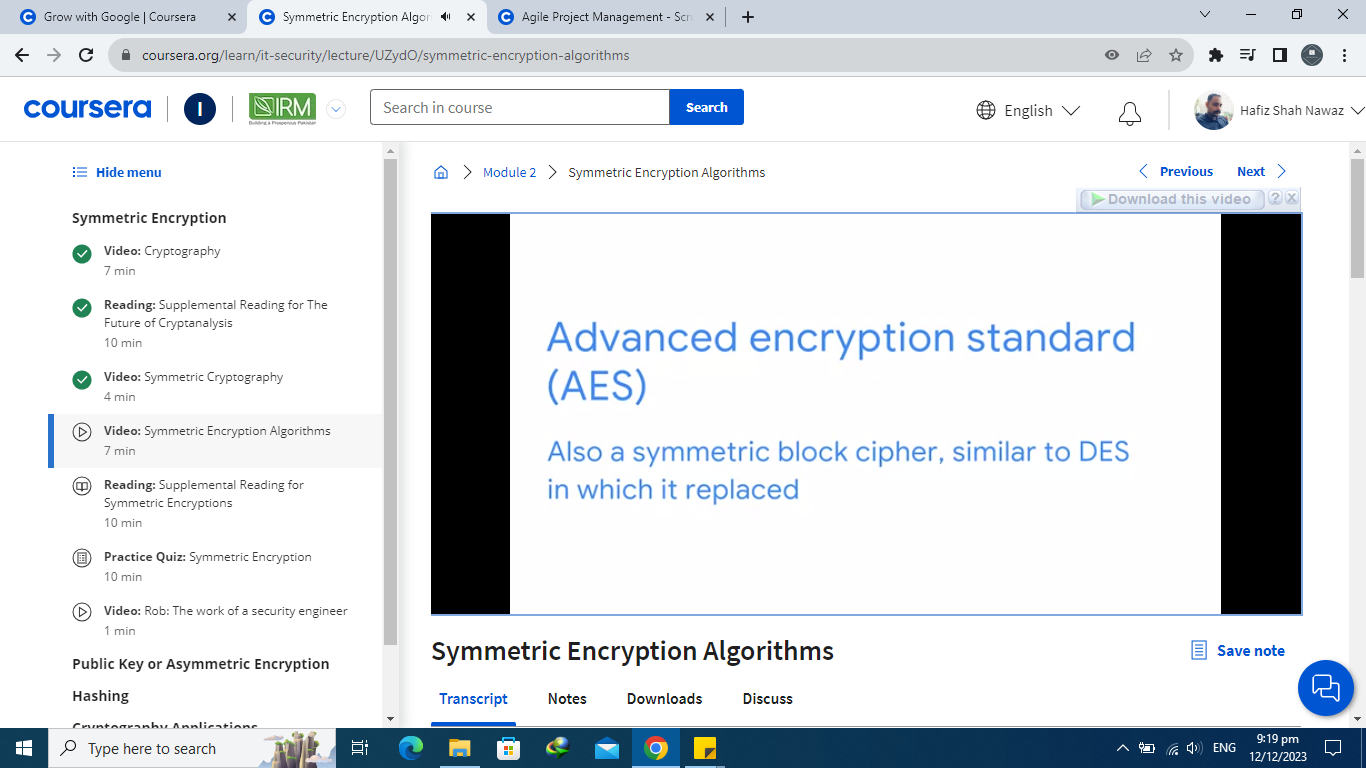 Grow with Google | Coursera
Symmetric Encryption Algor
Agile Project Management - Scr
coursera.org/learn/it-security/lecture/UZydO/symmetric-encryption-algorithms
coursera
I
IRM
Building a Prosperous Pakistan
Search in course
Search
English
Hafiz Shah Nawaz
Hide menu
Symmetric Encryption
Video: Cryptography
7 min
Reading: Supplemental Reading for The
Future of Cryptanalysis
10 min
Video: Symmetric Cryptography
4 min
Video: Symmetric Encryption Algorithms
7 min
Reading: Supplemental Reading for
Symmetric Encryptions
10 min
Practice Quiz: Symmetric Encryption
10 min
Video: Rob: The work of a security engineer
1 min
Public Key or Asymmetric Encryption
Hashing
Cryptography Applications
Module 2
Symmetric Encryption Algorithms
Previous
Next
Download this video ? X
Advanced encryption standard
(AES)
Also a symmetric block cipher, similar to DES
in which it replaced
Symmetric Encryption Algorithms
Save note
Transcript
Notes
Downloads
Discuss
Type here to search
ENG
9:19 pm
12/12/2023